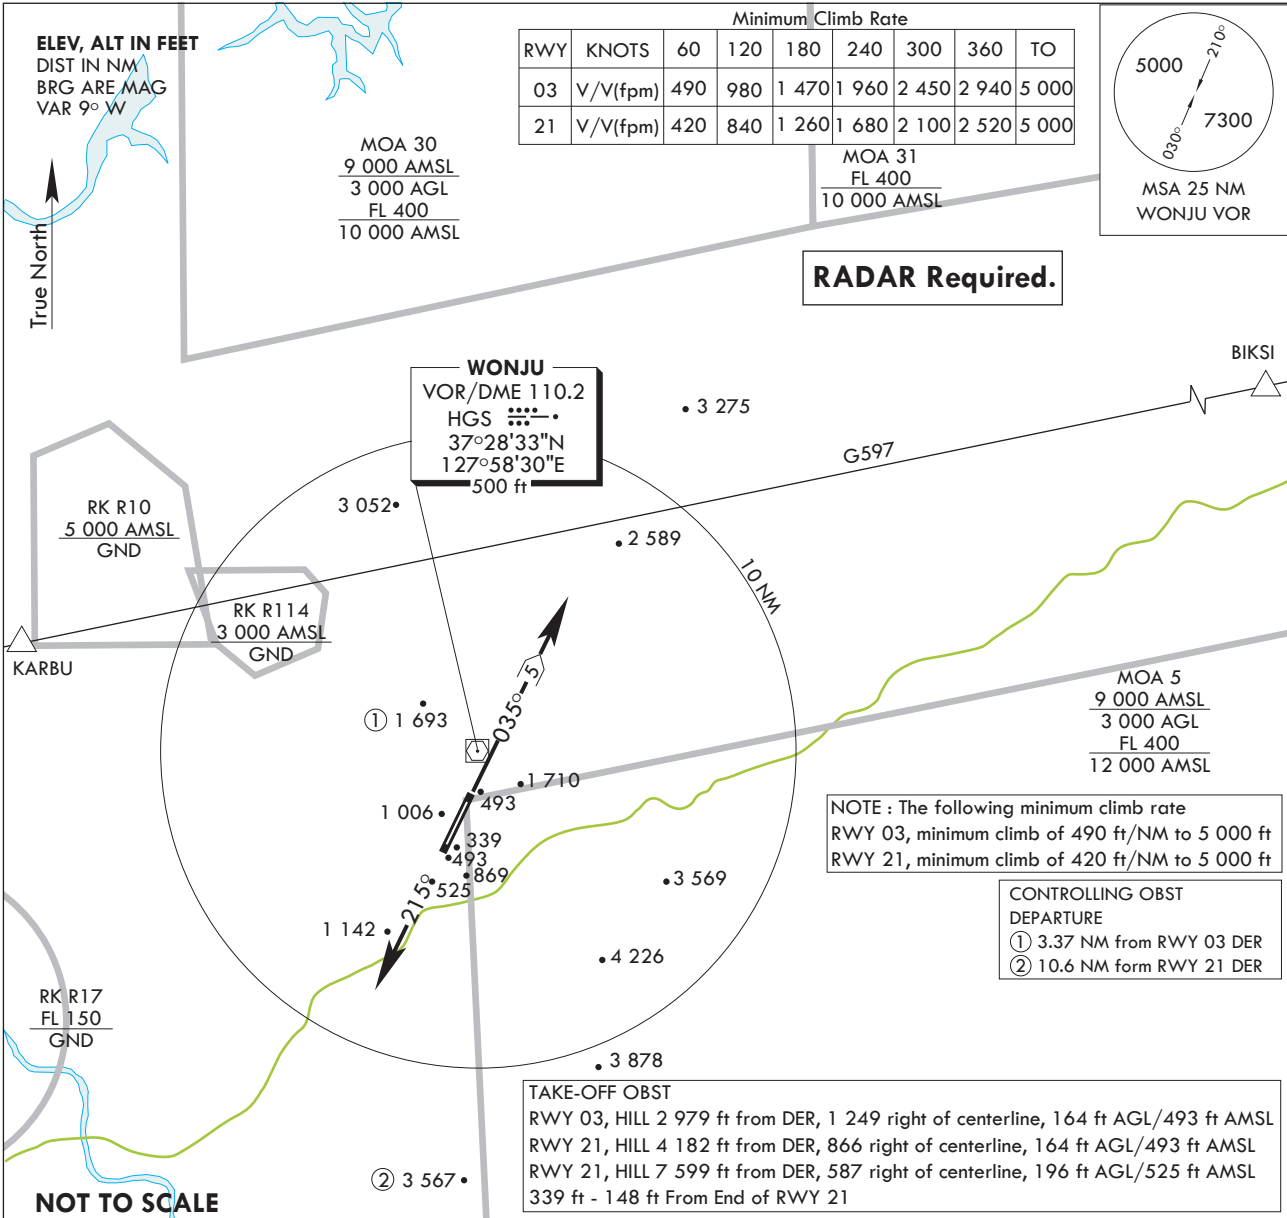 ELEV, ALT IN FEET
DIST IN NM
BRG ARE MAG
VAR 9° W
True North
Minimum Climb Rate
RWY KNOTS 60 120 180 240 300 360 TO
03 V/V(fpm) 490 980 1 470 1 960 2 450 2 940 5 000
21 V/V(fpm) 420 840 1 260 1 680 2 100 2 520 5 000
5000
210°
7300
030°
MSA 25 NM
WONJU VOR
MOA 30
9 000 AMSL
3 000 AGL
FL 400
10 000 AMSL
MOA 31
FL 400
10 000 AMSL
RADAR Required.
BIKSI
WONJU
VOR/DME 110.2
HGS
37°28'33"N
127°58'30"E
500 ft
3 275
G597
3 052
2 589
10 NM
RK R10
5 000 AMSL
GND
RK R114
3 000 AMSL
GND
KARBU
035°
5
① 1 693
1 710
493
1 006
339
493
869
525
215°
1 142
3 569
4 226
3 878
② 3 567
MOA 5
9 000 AMSL
3 000 AGL
FL 400
12 000 AMSL
NOTE : The following minimum climb rate
RWY 03, minimum climb of 490 ft/NM to 5 000 ft
RWY 21, minimum climb of 420 ft/NM to 5 000 ft
CONTROLLING OBST
DEPARTURE
① 3.37 NM from RWY 03 DER
② 10.6 NM form RWY 21 DER
RK R17
FL 150
GND
TAKE-OFF OBST
RWY 03, HILL 2 979 ft from DER, 1 249 right of centerline, 164 ft AGL/493 ft AMSL
RWY 21, HILL 4 182 ft from DER, 866 right of centerline, 164 ft AGL/493 ft AMSL
RWY 21, HILL 7 599 ft from DER, 587 right of centerline, 196 ft AGL/525 ft AMSL
339 ft - 148 ft From End of RWY 21
NOT TO SCALE